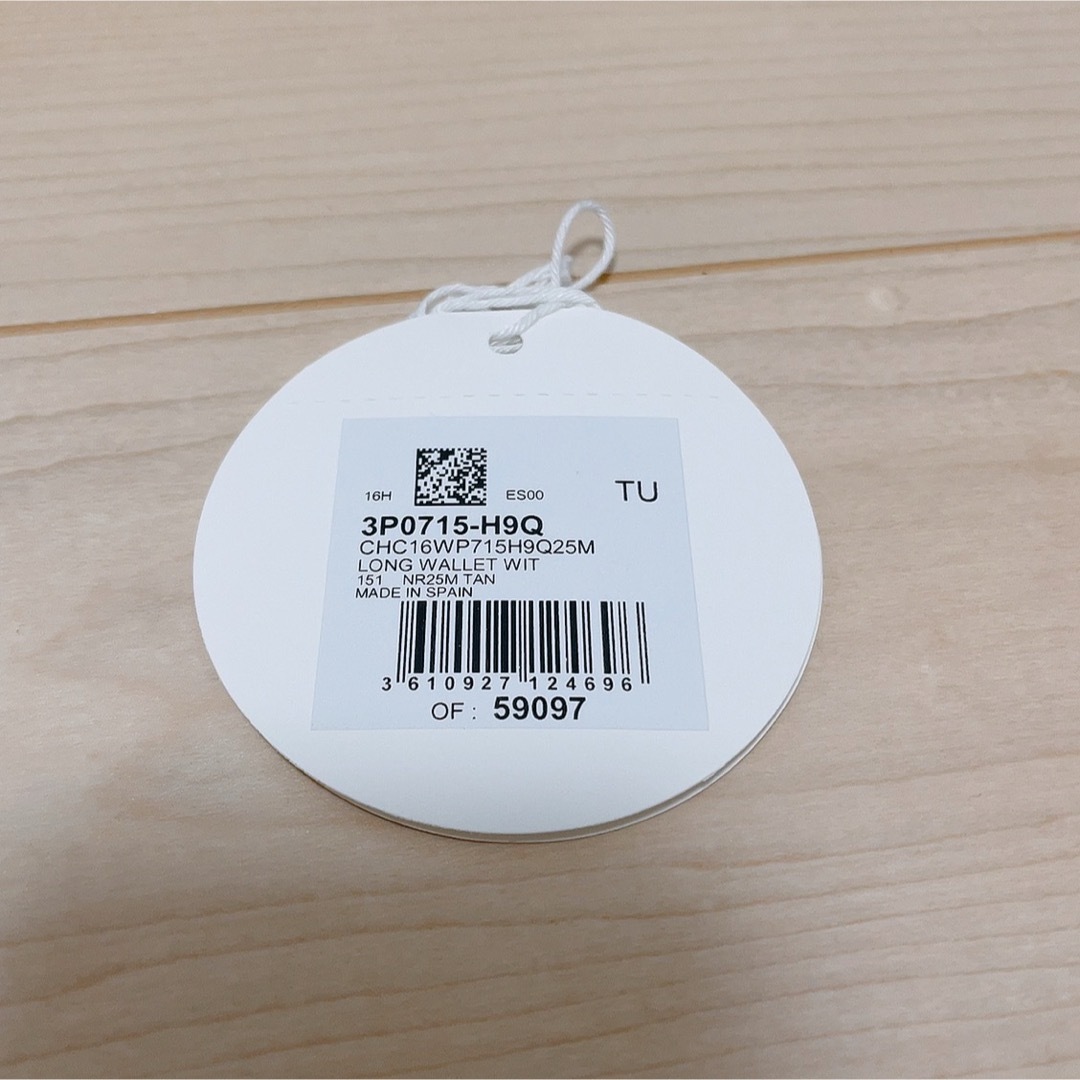 16H ES00 TU
3P0715-H9Q
CHC16WP715H9Q25M
LONG WALLET WIT
151 NR25M TAN
MADE IN SPAIN
3 610927 124696
OF : 59097